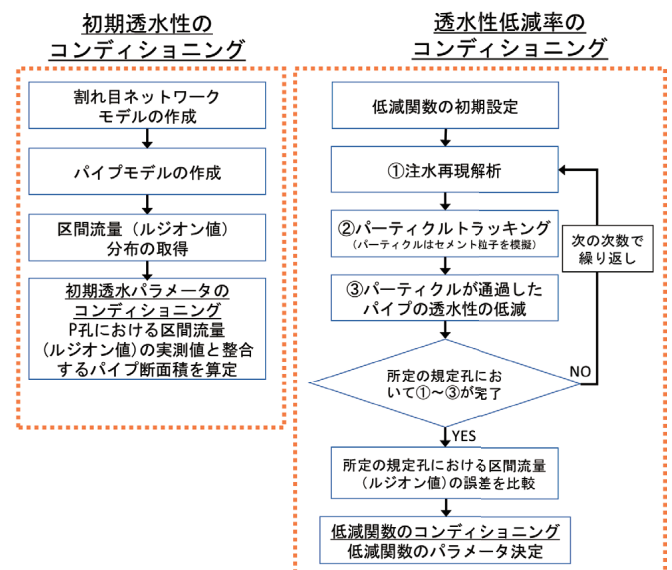 初期透水性の
コンディショニング
割れ目ネットワーク
モデルの作成
パイプモデルの作成
区間流量（ルジオン値）
分布の取得
初期透水パラメータの
コンディショニング
P孔における区間流量
(ルジオン値)の実測値と整合
するパイプ断面積を算定
透水性低減率の
コンディショニング
低減関数の初期設定
①注水再現解析
②パーティクルトラッキング
(パーティクルはセメント粒子を模擬)
③パーティクルが通過した
パイプの透水性の低減
次の次数で
繰り返し
所定の規定孔にお
いて①～③が完了
NO
YES
所定の規定孔における区間流量
(ルジオン値)の誤差を比較
低減関数のコンディショニング
低減関数のパラメータ決定